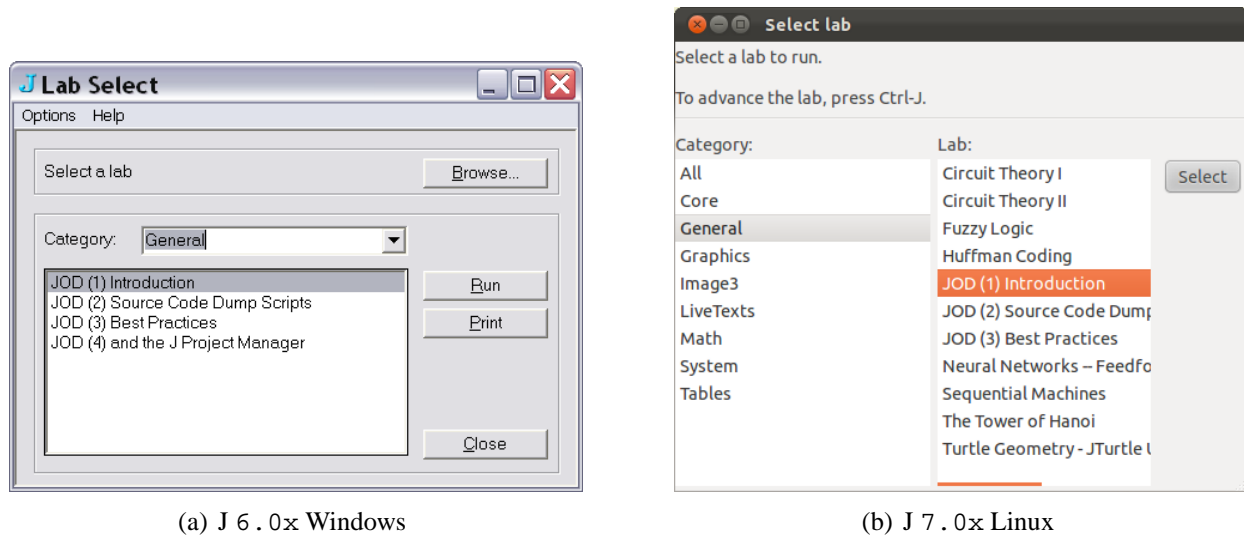 J Lab Select
Options Help
Select a lab
Browse...
Category: General
JOD (1) Introduction
JOD (2) Source Code Dump Scripts
JOD (3) Best Practices
JOD (4) and the J Project Manager
Run
Print
Close
(a) J 6.0x Windows
Select lab
Select a lab to run.
To advance the lab, press Ctrl-J.
Category:
All
Core
General
Graphics
Image3
LiveTexts
Math
System
Tables
Lab:
Circuit Theory I
Circuit Theory II
Fuzzy Logic
Huffman Coding
JOD (1) Introduction
JOD (2) Source Code Dump
JOD (3) Best Practices
Neural Networks – Feedfo
Sequential Machines
The Tower of Hanoi
Turtle Geometry - JTurtle
Select
(b) J 7.0x Linux